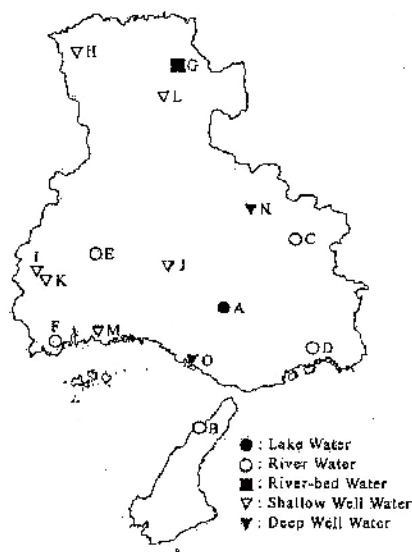 H
G
L
N
C
E
J
I
K
A
F
M
O
D
B
: Lake Water
: River Water
: River-bed Water
: Shallow Well Water
: Deep Well Water